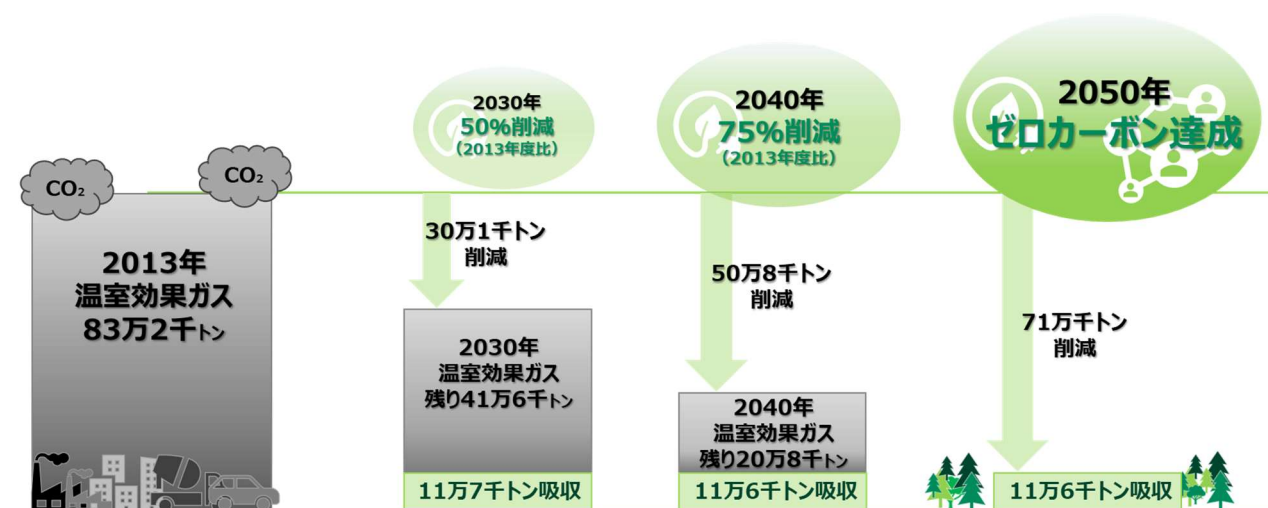 CO₂
CO₂
2013年
温室効果ガス
83万2千トン
2030年
50%削減
(2013年度比)
30万1千トン
削減
2030年
温室効果ガス
残り41万6千トン
11万7千トン吸収
2040年
75%削減
(2013年度比)
50万8千トン
削減
2040年
温室効果ガス
残り20万8千トン
11万6千トン吸収
2050年
ゼロカーボン達成
71万千トン
削減
11万6千トン吸収